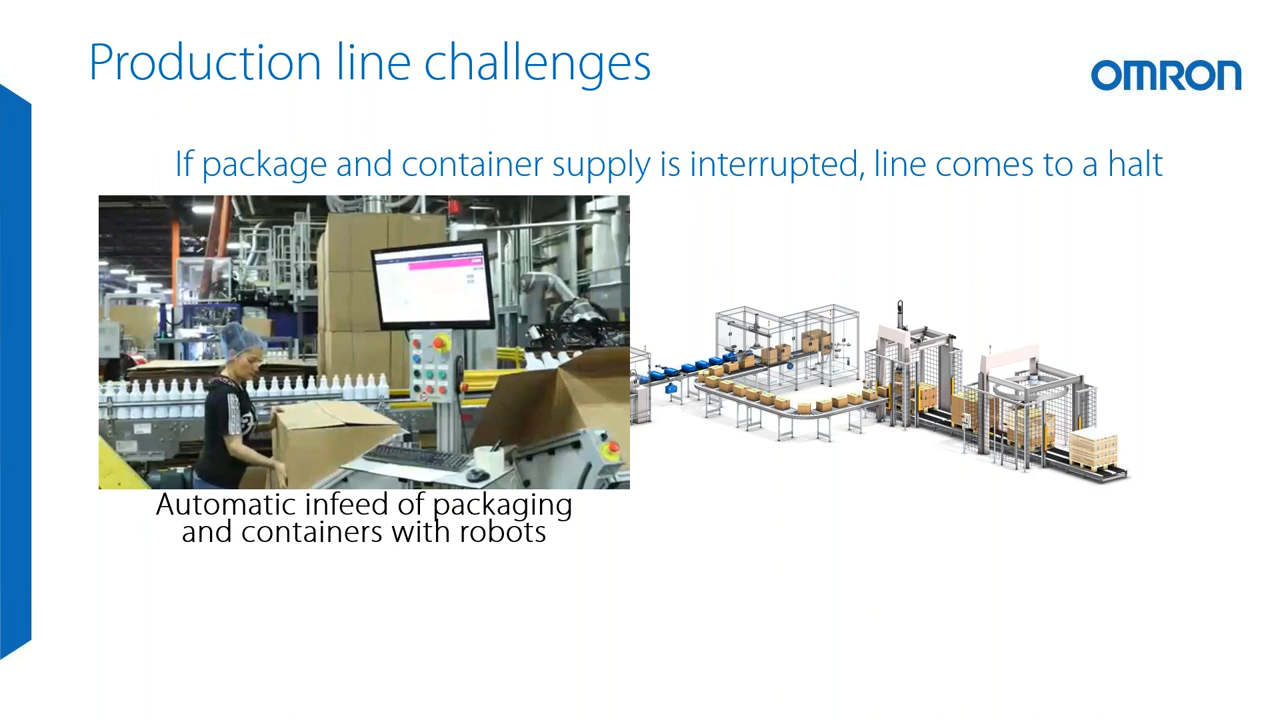 Production line challenges
OMRON
If package and container supply is interrupted, line comes to a halt
Automatic infeed of packaging
and containers with robots